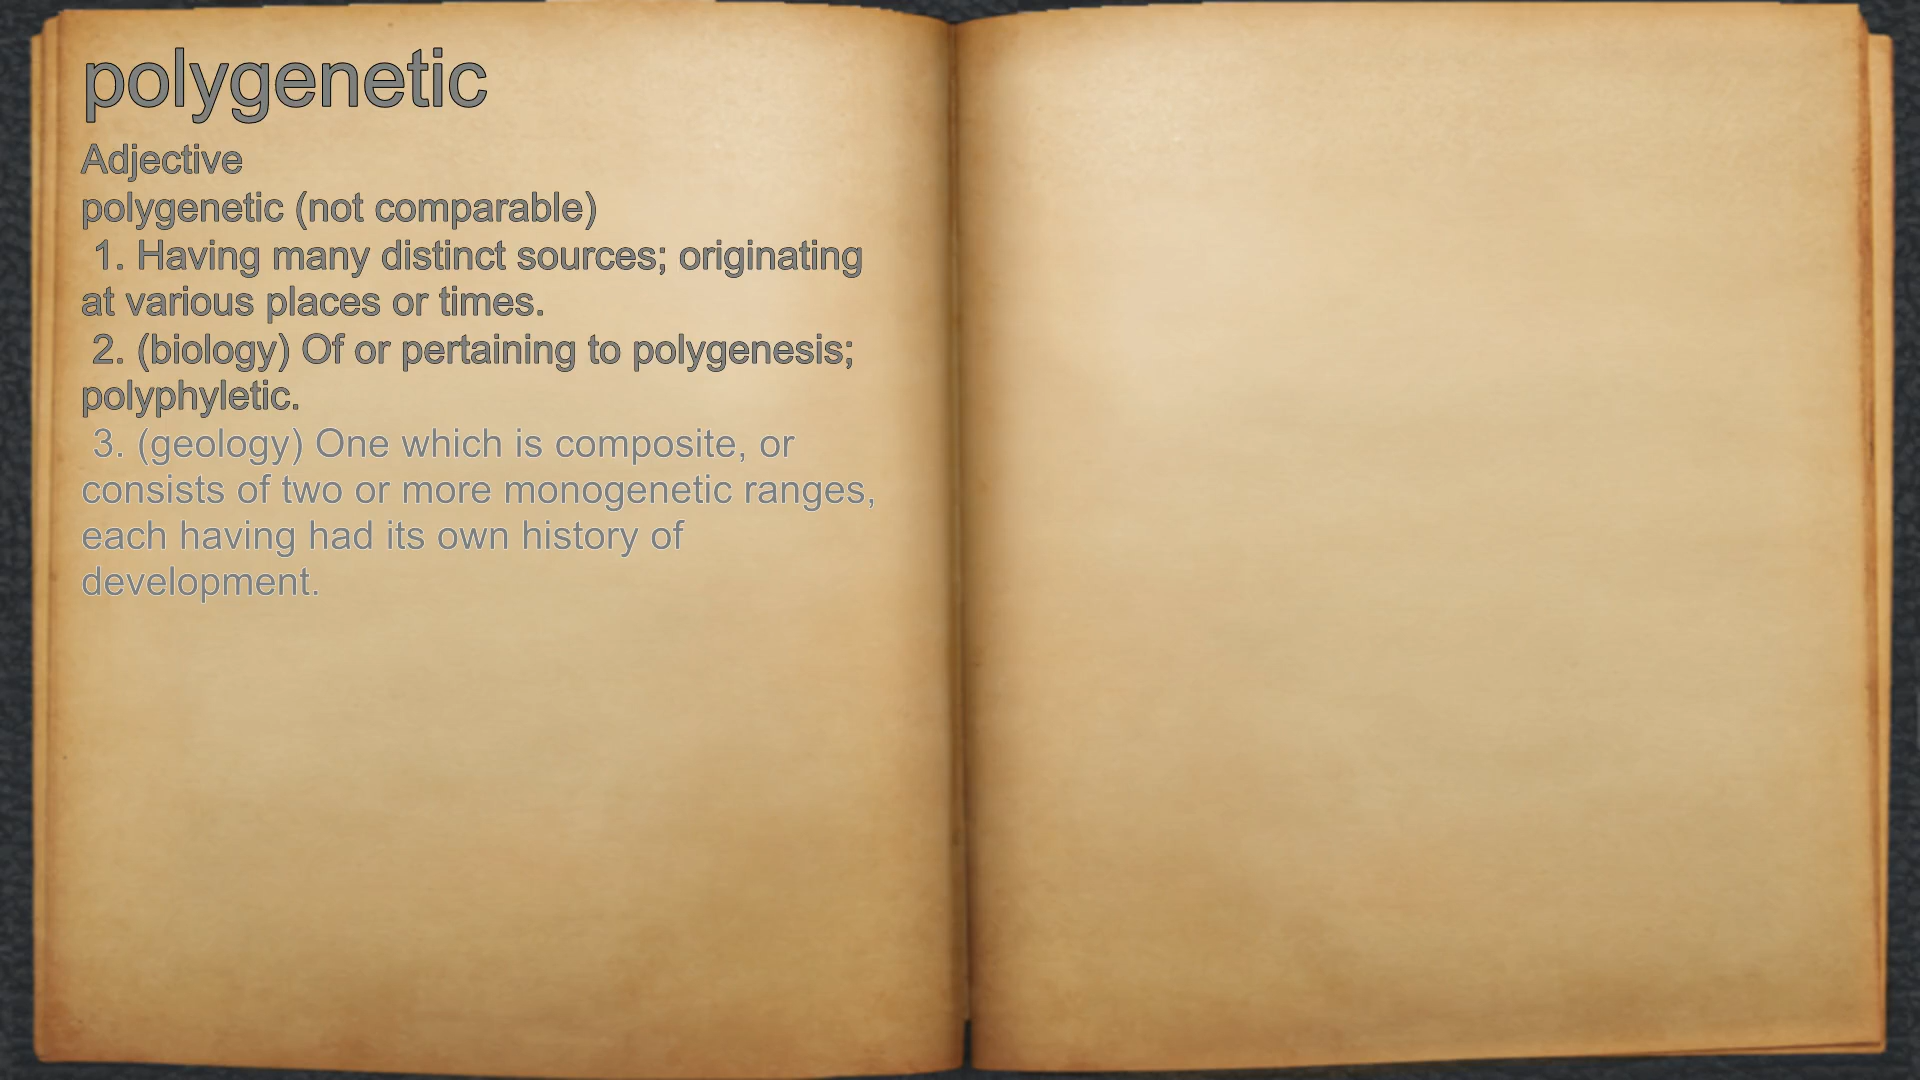 polygenetic
Adjective
polygenetic (not comparable)
1. Having many distinct sources; originating
at various places or times.
2. (biology) Of or pertaining to polygenesis;
polyphyletic.
3. (geology) One which is composite, or
consists of two or more monogenetic ranges,
each having had its own history of
development.